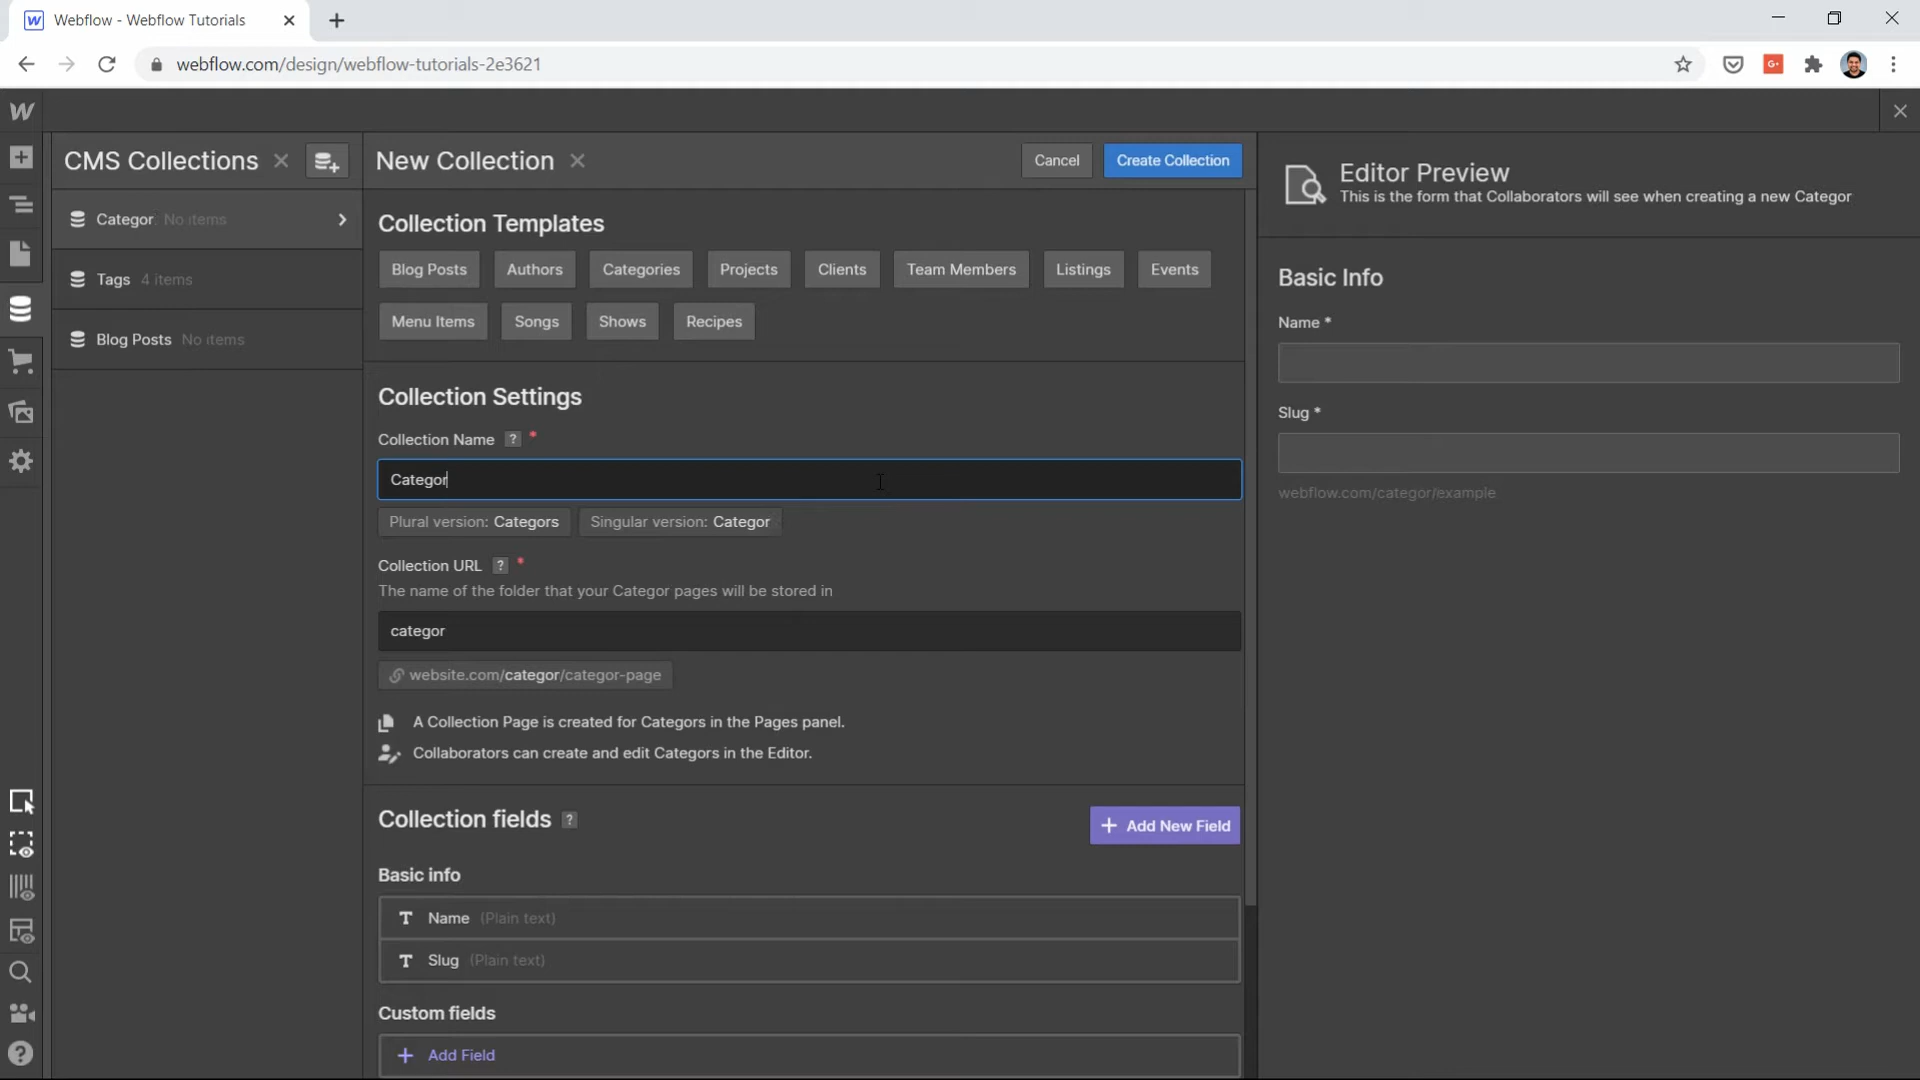 Webflow - Webflow Tutorials
webflow.com/design/webflow-tutorials-2e3621
CMS Collections
New Collection
Cancel
Create Collection
Editor Preview
This is the form that Collaborators will see when creating a new Categor
Categor No items
Tags 4 items
Blog Posts No items
Collection Templates
Blog Posts Authors Categories Projects Clients Team Members Listings Events
Menu Items Songs Shows Recipes
Collection Settings
Collection Name ? *
Categor
Plural version: Categors Singular version: Categor
Collection URL ? *
The name of the folder that your Categor pages will be stored in
categor
website.com/categor/categor-page
A Collection Page is created for Categors in the Pages panel.
Collaborators can create and edit Categors in the Editor.
Collection fields ?
+ Add New Field
Basic info
T Name (Plain text)
T Slug (Plain text)
Custom fields
+ Add Field
Basic Info
Name *
Slug *
webflow.com/categor/example